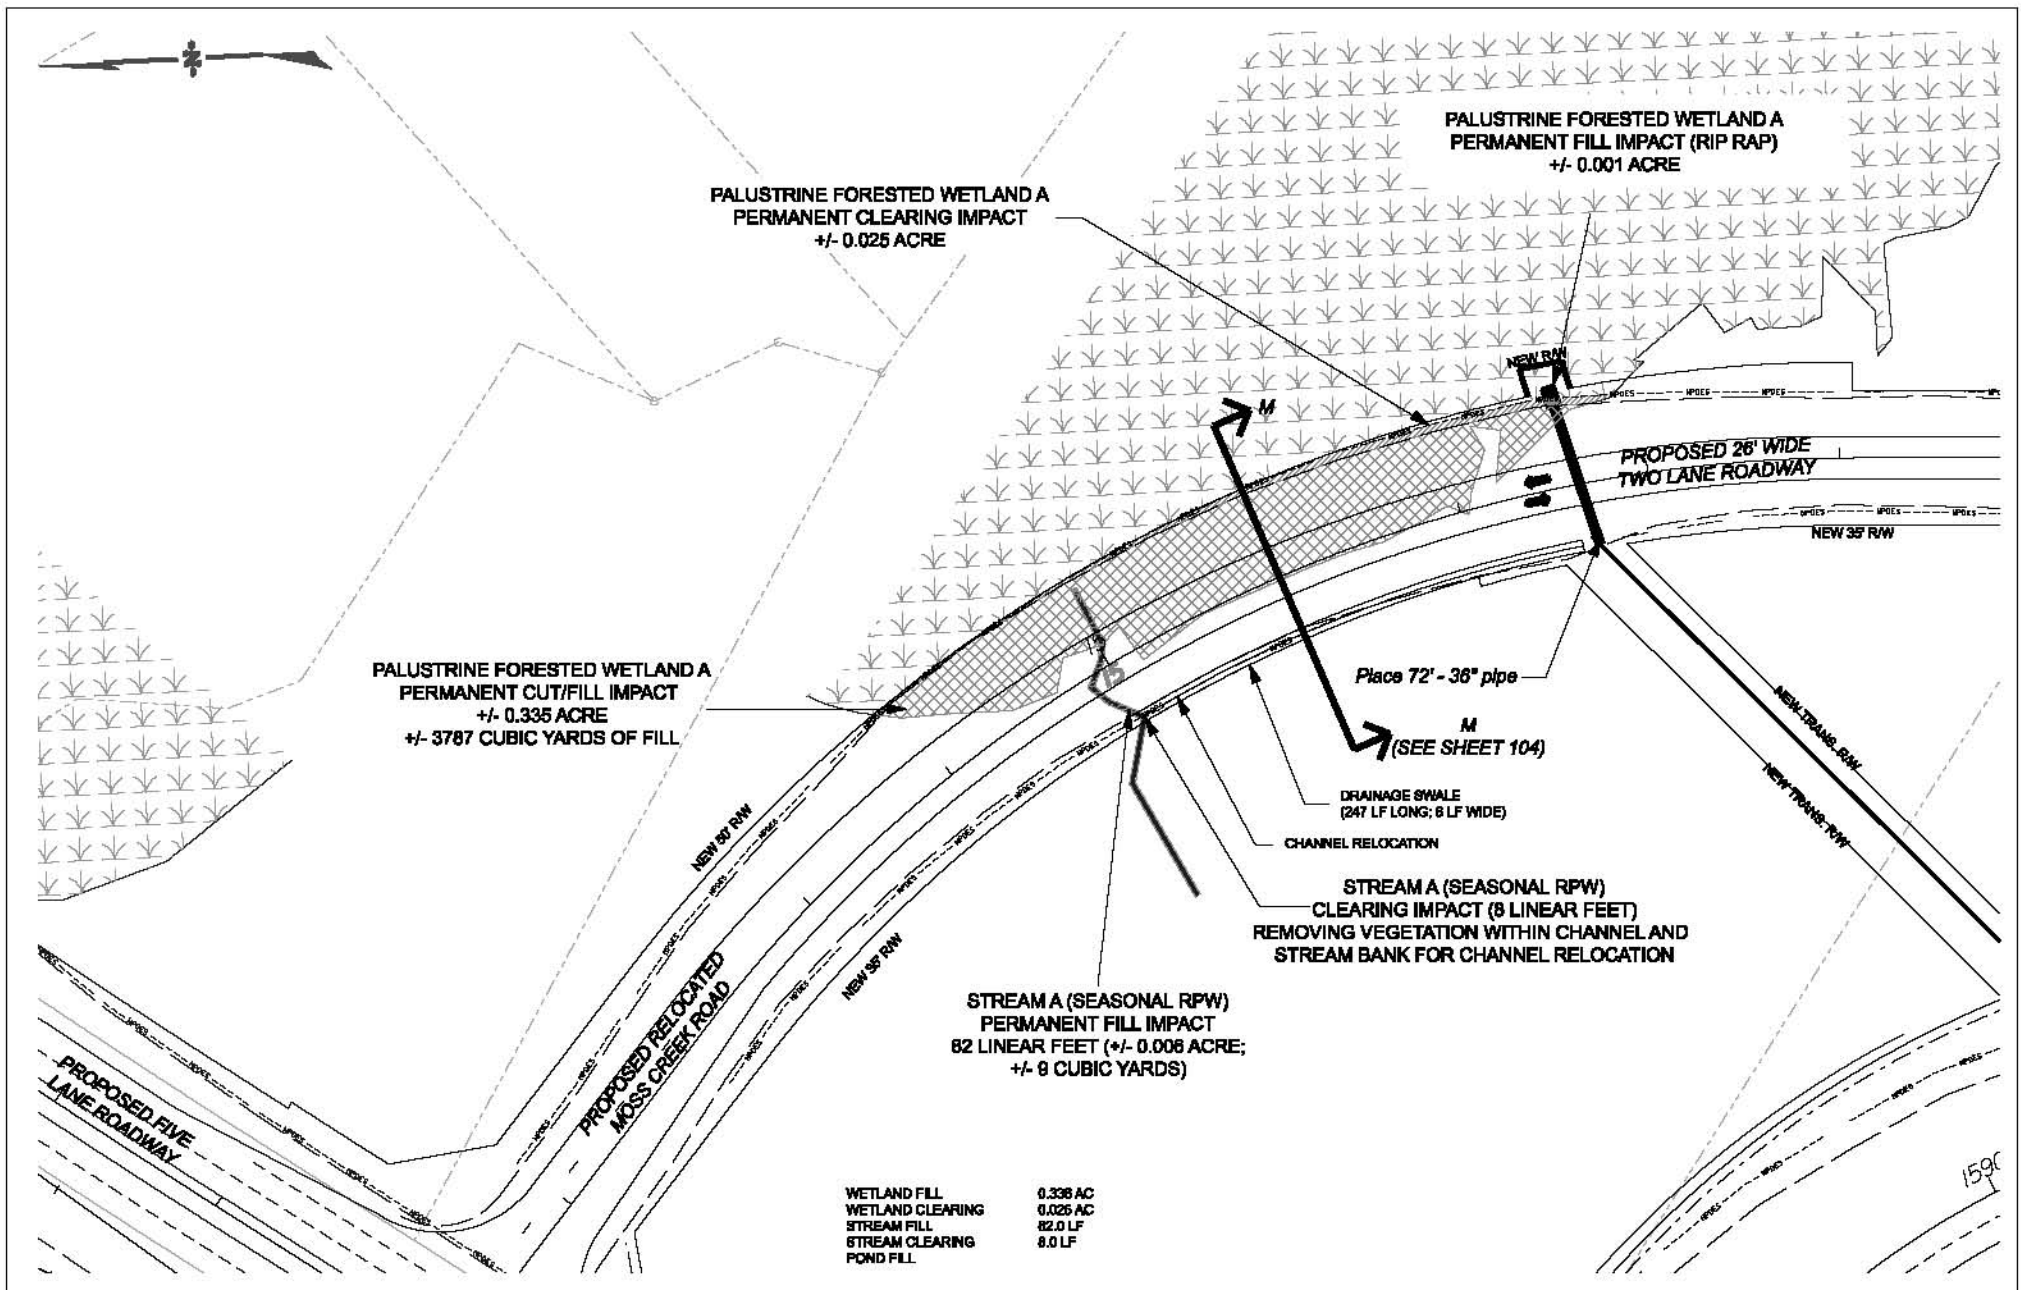 N
PALUSTRINE FORESTED WETLAND A
PERMANENT FILL IMPACT (RIP RAP)
+/- 0.001 ACRE
PALUSTRINE FORESTED WETLAND A
PERMANENT CLEARING IMPACT
+/- 0.025 ACRE
NEW R/W
M
NPDES
NPDES
NPDES
PROPOSED 26' WIDE
TWO LANE ROADWAY
NPDES
NPDES
NPDES
NEW 35' R/W
PALUSTRINE FORESTED WETLAND A
PERMANENT CUT/FILL IMPACT
+/- 0.335 ACRE
+/- 3787 CUBIC YARDS OF FILL
Place 72' - 36" pipe
M
(SEE SHEET 104)
NEW TRANS. R/W
NEW TRANS. R/W
DRAINAGE SWALE
(247 LF LONG; 6 LF WIDE)
CHANNEL RELOCATION
NEW 50' R/W
STREAM A (SEASONAL RPW)
CLEARING IMPACT (8 LINEAR FEET)
REMOVING VEGETATION WITHIN CHANNEL AND
STREAM BANK FOR CHANNEL RELOCATION
NEW 35' R/W
PROPOSED RELOCATED
MOSS CREEK ROAD
STREAM A (SEASONAL RPW)
PERMANENT FILL IMPACT
82 LINEAR FEET (+/- 0.006 ACRE;
+/- 9 CUBIC YARDS)
PROPOSED FIVE
LANE ROADWAY
WETLAND FILL 0.336 AC
WETLAND CLEARING 0.025 AC
STREAM FILL 82.0 LF
STREAM CLEARING 8.0 LF
POND FILL